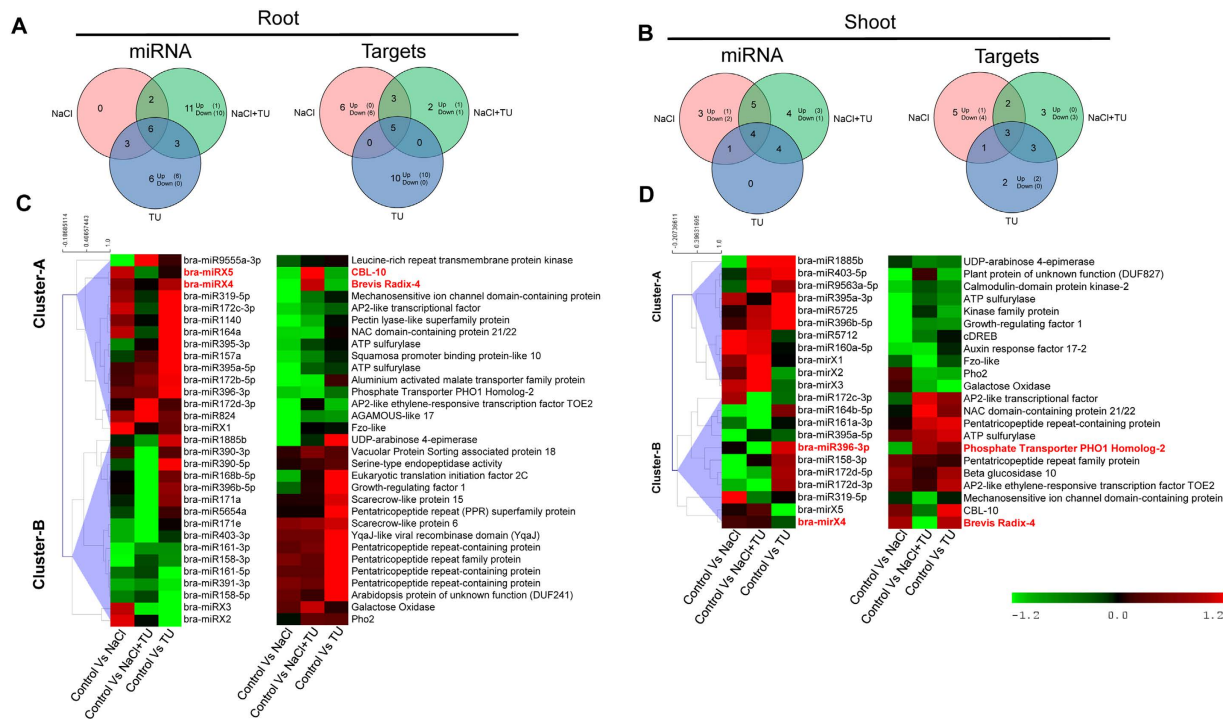 A
Root
miRNA
Targets
NaCl
0
2
11 Up (1)
Down (10)
NaCl+TU
6
3
3
6 Up (6)
Down (0)
TU
NaCl
6 Up (0)
Down (6)
3
2 Up (1)
Down (1)
NaCl+TU
5
0
0
10 Up (10)
Down (0)
TU
B
Shoot
miRNA
Targets
NaCl
3 Up (1)
Down (2)
5
4 Up (3)
Down (1)
NaCl+TU
4
1
4
0
TU
NaCl
5 Up (1)
Down (4)
2
3 Up (0)
Down (3)
NaCl+TU
3
1
3
2 Up (2)
Down (0)
TU
C
1.0
Cluster-A
Cluster-B
bra-miR9555a-3p Leucine-rich repeat transmembrane protein kinase
bra-miRX5 CBL-10
bra-miRX4 Brevis Radix-4
bra-miR319-5p Mechanosensitive ion channel domain-containing protein
bra-miR172c-3p AP2-like transcriptional factor
bra-miR1140 Pectin lyase-like superfamily protein
bra-miR164a NAC domain-containing protein 21/22
bra-miR395-3p ATP sulfurylase
bra-miR157a Squamosa promoter binding protein-like 10
bra-miR395a-5p ATP sulfurylase
bra-miR172b-5p Aluminium activated malate transporter family protein
bra-miR396-3p Phosphate Transporter PHO1 Homolog-2
bra-miR172d-3p AP2-like ethylene-responsive transcription factor TOE2
bra-miR824 AGAMOUS-like 17
bra-miRX1 Fzo-like
bra-miR1885b UDP-arabinose 4-epimerase
bra-miR390-3p Vacuolar Protein Sorting associated protein 18
bra-miR390-5p Serine-type endopeptidase activity
bra-miR168b-5p Eukaryotic translation initiation factor 2C
bra-miR396b-5p Growth-regulating factor 1
bra-miR171a Scarecrow-like protein 15
bra-miR5654a Pentatricopeptide repeat (PPR) superfamily protein
bra-miR171e Scarecrow-like protein 6
bra-miR403-3p YqaJ-like viral recombinase domain (YqaJ)
bra-miR161-3p Pentatricopeptide repeat-containing protein
bra-miR158-3p Pentatricopeptide repeat family protein
bra-miR161-5p Pentatricopeptide repeat-containing protein
bra-miR391-3p Pentatricopeptide repeat-containing protein
bra-miR158-5p Arabidopsis protein of unknown function (DUF241)
bra-miRX3 Galactose Oxidase
bra-miRX2 Pho2
Control Vs NaCl
Control Vs NaCl+TU
Control Vs TU
Control Vs NaCl
Control Vs NaCl+TU
Control Vs TU
D
1.0
Cluster-A
Cluster-B
bra-miR1885b UDP-arabinose 4-epimerase
bra-miR403-5p Plant protein of unknown function (DUF827)
bra-miR9563a-5p Calmodulin-domain protein kinase-2
bra-miR395a-3p ATP sulfurylase
bra-miR5725 Kinase family protein
bra-miR396b-5p Growth-regulating factor 1
bra-miR5712 cDREB
bra-miR160a-5p Auxin response factor 17-2
bra-mirX1 Fzo-like
bra-mirX2 Pho2
bra-mirX3 Galactose Oxidase
bra-miR172c-3p AP2-like transcriptional factor
bra-miR164b-5p NAC domain-containing protein 21/22
bra-miR161a-3p Pentatricopeptide repeat-containing protein
bra-miR395a-5p ATP sulfurylase
bra-miR396-3p Phosphate Transporter PHO1 Homolog-2
bra-miR158-3p Pentatricopeptide repeat family protein
bra-miR172d-5p Beta glucosidase 10
bra-miR172d-3p AP2-like ethylene-responsive transcription factor TOE2
bra-miR319-5p Mechanosensitive ion channel domain-containing protein
bra-mirX5 CBL-10
bra-mirX4 Brevis Radix-4
Control Vs NaCl
Control Vs NaCl+TU
Control Vs TU
Control Vs NaCl
Control Vs NaCl+TU
Control Vs TU
-1.2 0.0 1.2